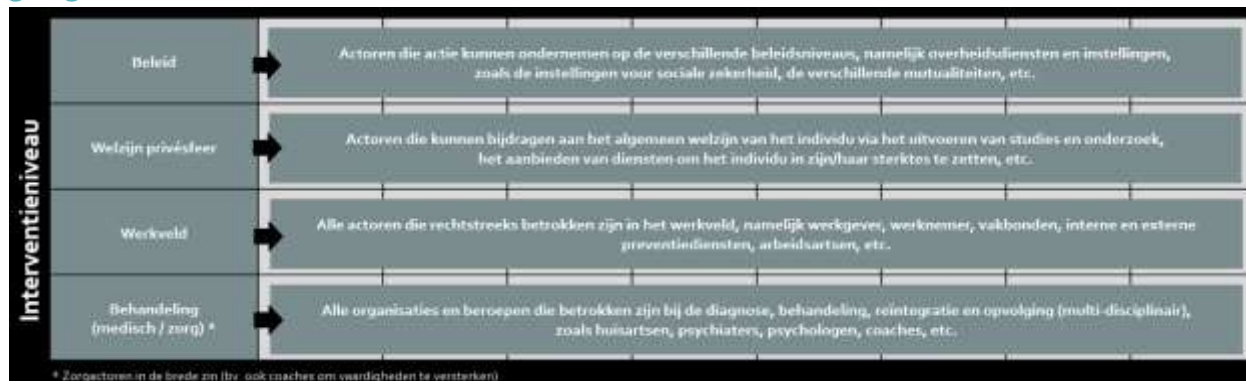 Interventieniveau
Beleid
Actoren die actie kunnen ondernemen op de verschillende beleidsniveaus, namelijk overheidsdiensten en instellingen,
zoals de instellingen voor sociale zekerheid, de verschillende mutualiteiten, etc.
Welzijn privésfeer
Actoren die kunnen bijdragen aan het algemeen welzijn van het individu via het uitvoeren van studies en onderzoek,
het aanbieden van diensten om het individu in zijn/haar sterktes te zetten, etc.
Werkveld
Alle actoren die rechtstreeks betrokken zijn in het werkveld, namelijk werkgever, werknemer, vakbonden, interne en externe
preventiediensten, arbeidsartsen, etc.
Behandeling
(medisch / zorg) *
Alle organisaties en beroepen die betrokken zijn bij de diagnose, behandeling, reintegratie en opvolging (multi-disciplinair),
zoals huisartsen, psychiaters, psychologen, coaches, etc.
* Zorgactoren in de brede zin (bv. ook coaches om vaardigheden te versterken)